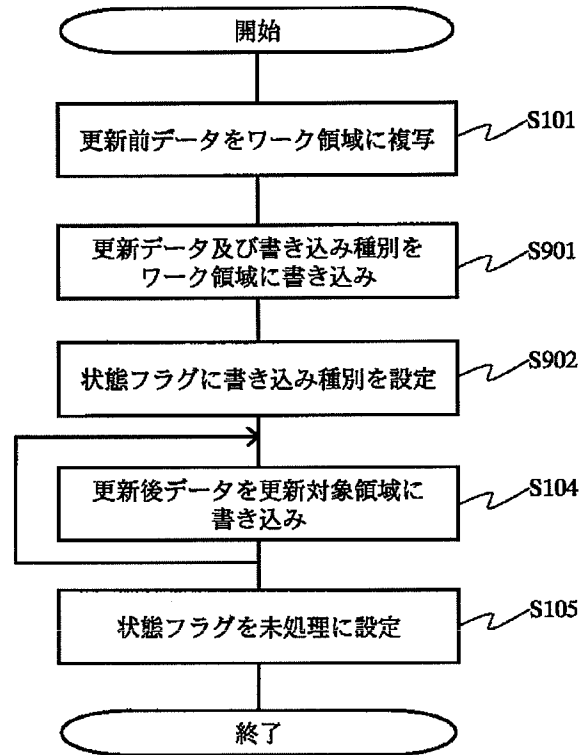 開始
更新前データをワーク領域に複写
S101
更新データ及び書き込み種別を
ワーク領域に書き込み
S901
状態フラグに書き込み種別を設定
S902
更新後データを更新対象領域に
書き込み
S104
状態フラグを未処理に設定
S105
終了